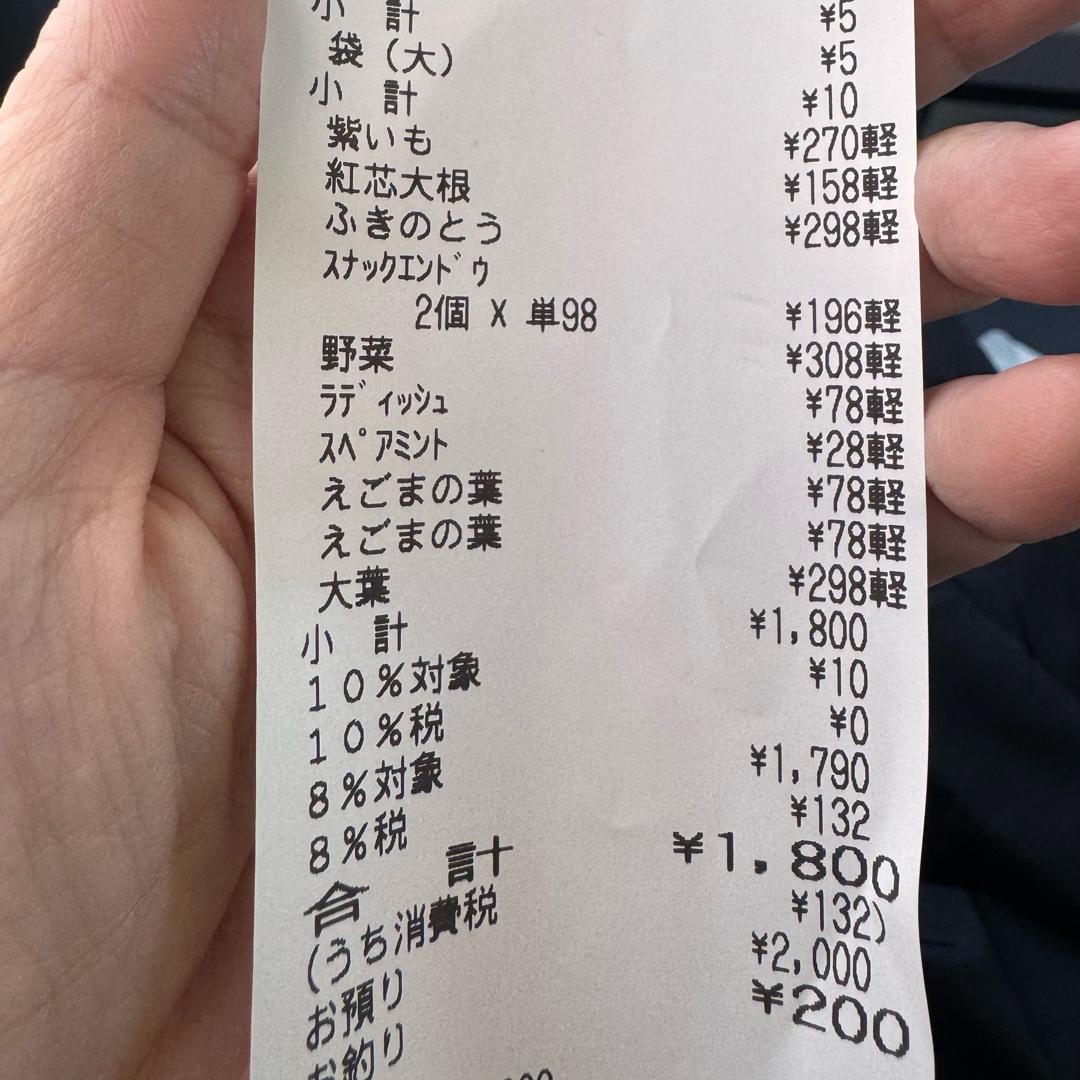 小　計 ¥5
袋(大) ¥5
小　計 ¥10
紫いも ¥270軽
紅芯大根 ¥158軽
ふきのとう ¥298軽
ｽﾅｯｸｴﾝﾄﾞｩ
2個 X 単98 ¥196軽
野菜 ¥308軽
ﾗﾃﾞｨｯｼｭ ¥78軽
ｽﾍﾟｱﾐﾝﾄ ¥28軽
えごまの葉 ¥78軽
えごまの葉 ¥78軽
大葉 ¥298軽
小　計 ¥1,800
１０％対象 ¥10
１０％税 ¥0
８％対象 ¥1,790
８％税 ¥132
合　計 ¥1,800
(うち消費税 ¥132)
お預り ¥2,000
お釣り ¥200